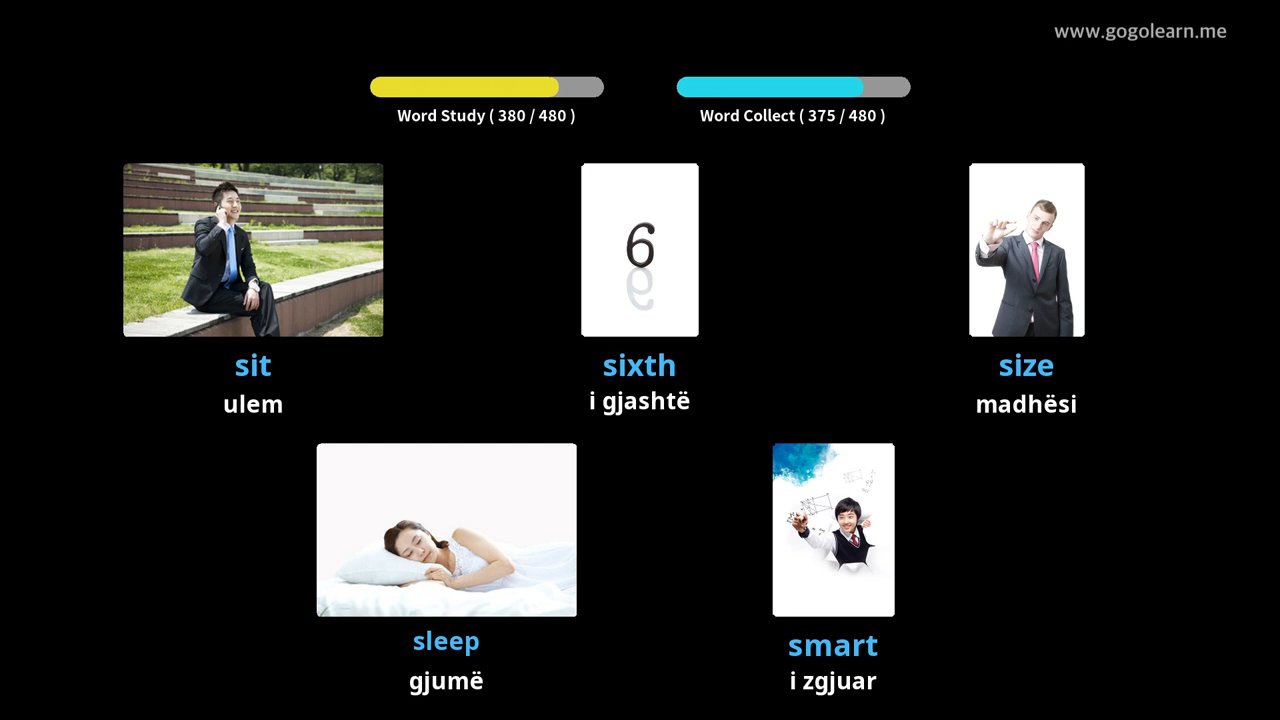 www.gogolearn.me
Word Study ( 380 / 480 )
Word Collect ( 375 / 480 )
6
sit
sixth
size
ulem
i gjashtë
madhësi
sleep
smart
gjumë
i zgjuar